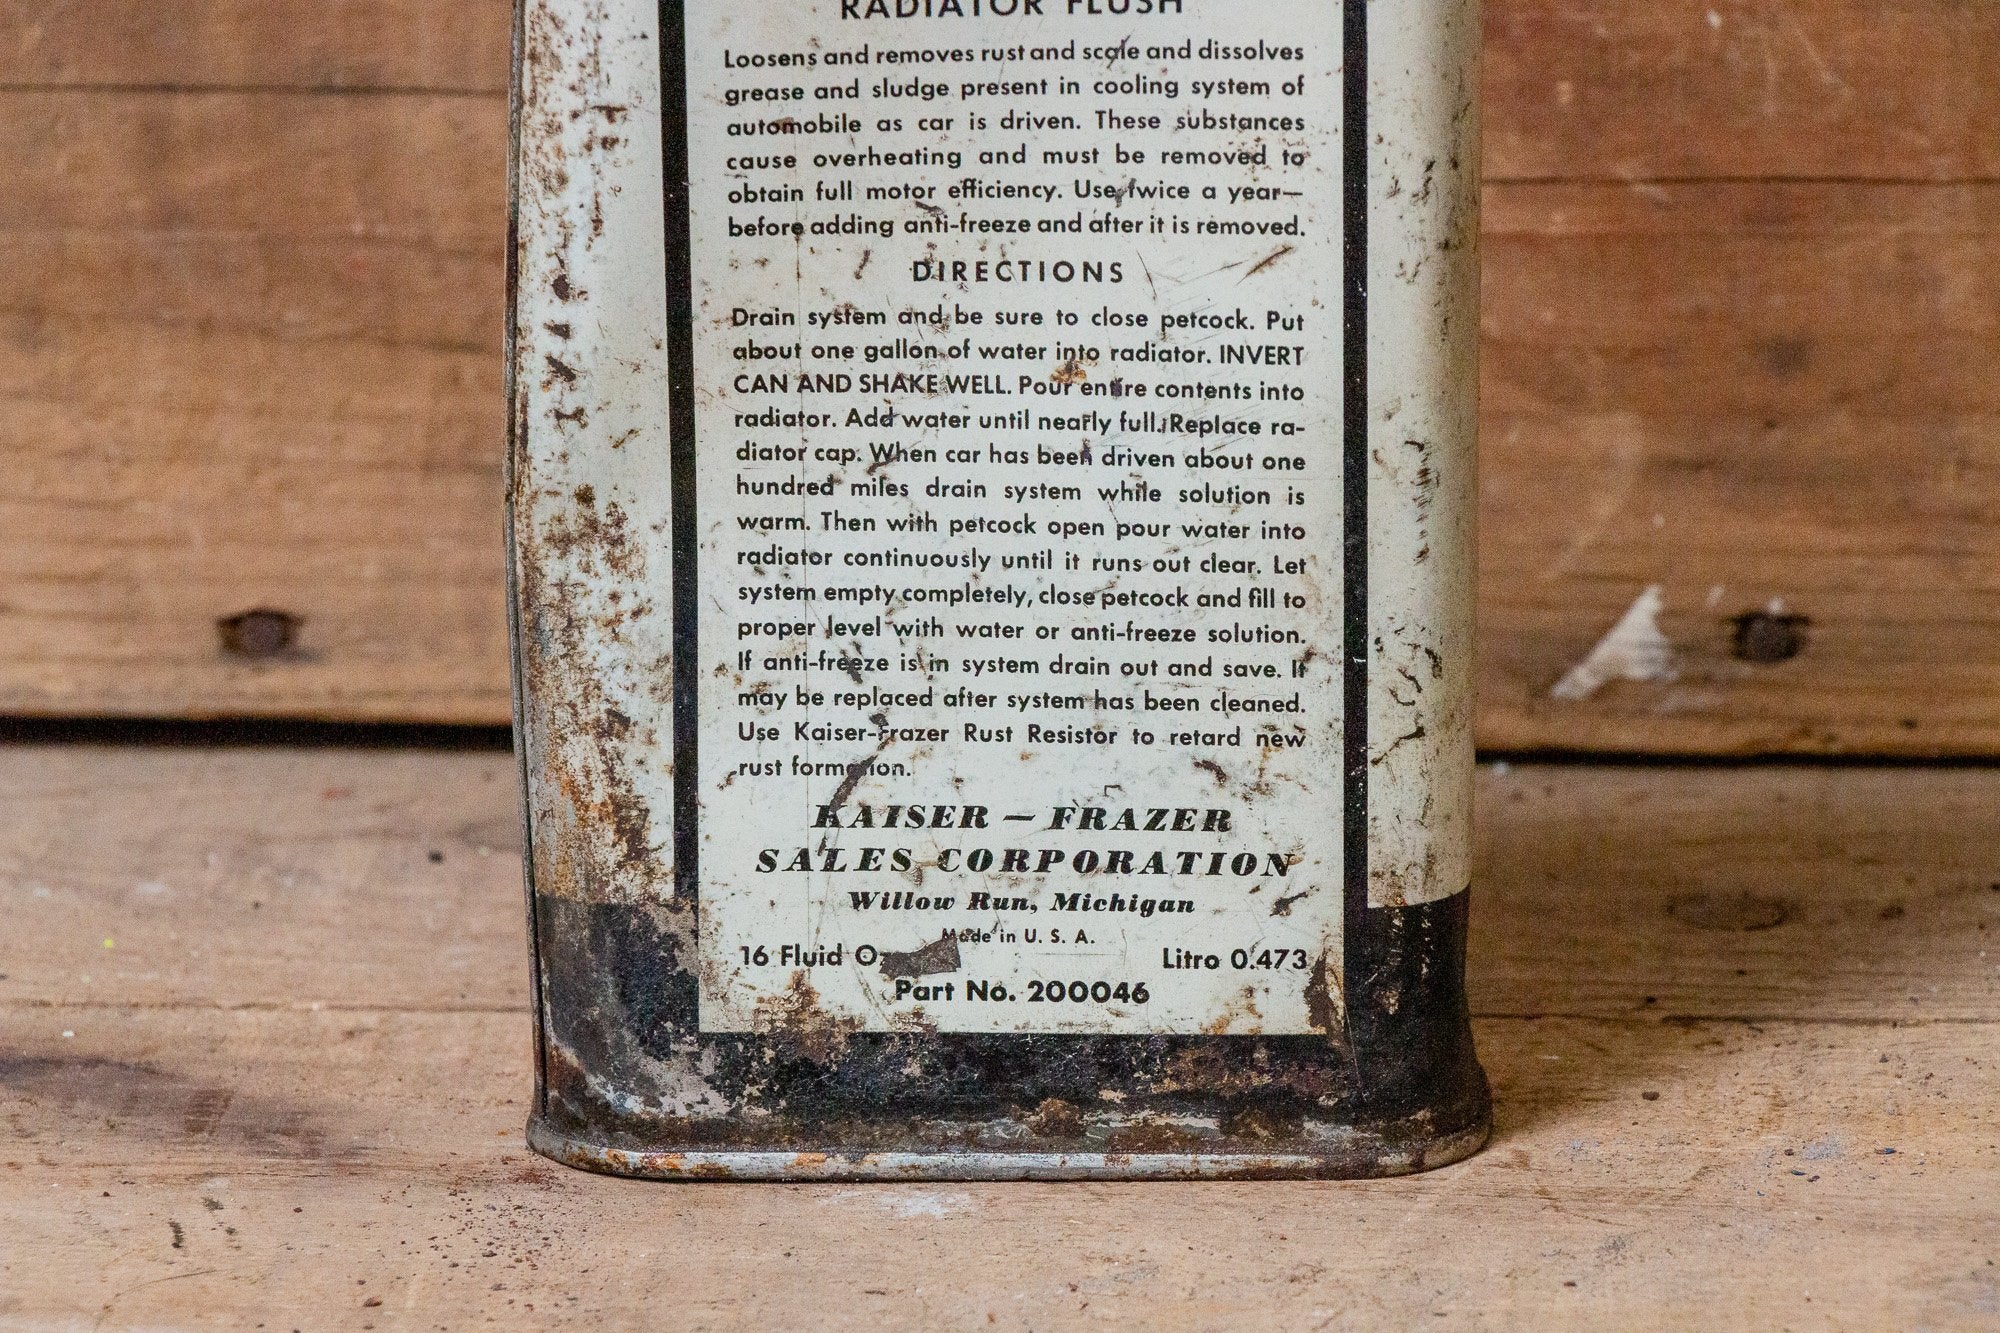 RADIATOR FLUSH
Loosens and removes rust and scale and dissolves
grease and sludge present in cooling system of
automobile as car is driven. These substances
cause overheating and must be removed to
obtain full motor efficiency. Use twice a year—
before adding anti-freeze and after it is removed.
DIRECTIONS
Drain system and be sure to close petcock. Put
about one gallon of water into radiator. INVERT
CAN AND SHAKE WELL. Pour entire contents into
radiator. Add water until nearly full. Replace ra-
diator cap. When car has been driven about one
hundred miles drain system while solution is
warm. Then with petcock open pour water into
radiator continuously until it runs out clear. Let
system empty completely, close petcock and fill to
proper level with water or anti-freeze solution.
If anti-freeze is in system drain out and save. It
may be replaced after system has been cleaned.
Use Kaiser-Frazer Rust Resistor to retard new
rust formation.
KAISER — FRAZER
SALES CORPORATION
Willow Run, Michigan
Made in U. S. A.
16 Fluid Oz Litro 0.473
Part No. 200046